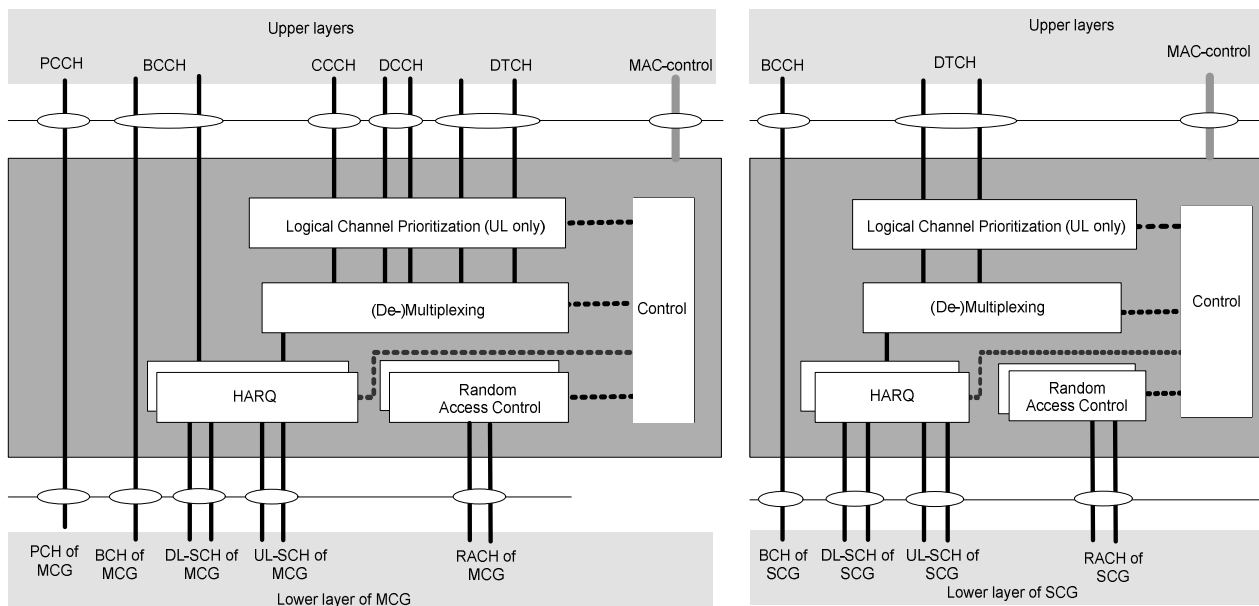 Upper layers
PCCH
BCCH
CCCH
DCCH
DTCH
MAC-control
Logical Channel Prioritization (UL only)
(De-)Multiplexing
Control
HARQ
Random
Access Control
PCH of
MCG
BCH of
MCG
DL-SCH of
MCG
UL-SCH of
MCG
RACH of
MCG
Lower layer of MCG
Upper layers
BCCH
DTCH
MAC-control
Logical Channel Prioritization (UL only)
(De-)Multiplexing
Control
HARQ
Random
Access Control
BCH of
SCG
DL-SCH of
SCG
UL-SCH of
SCG
RACH of
SCG
Lower layer of SCG